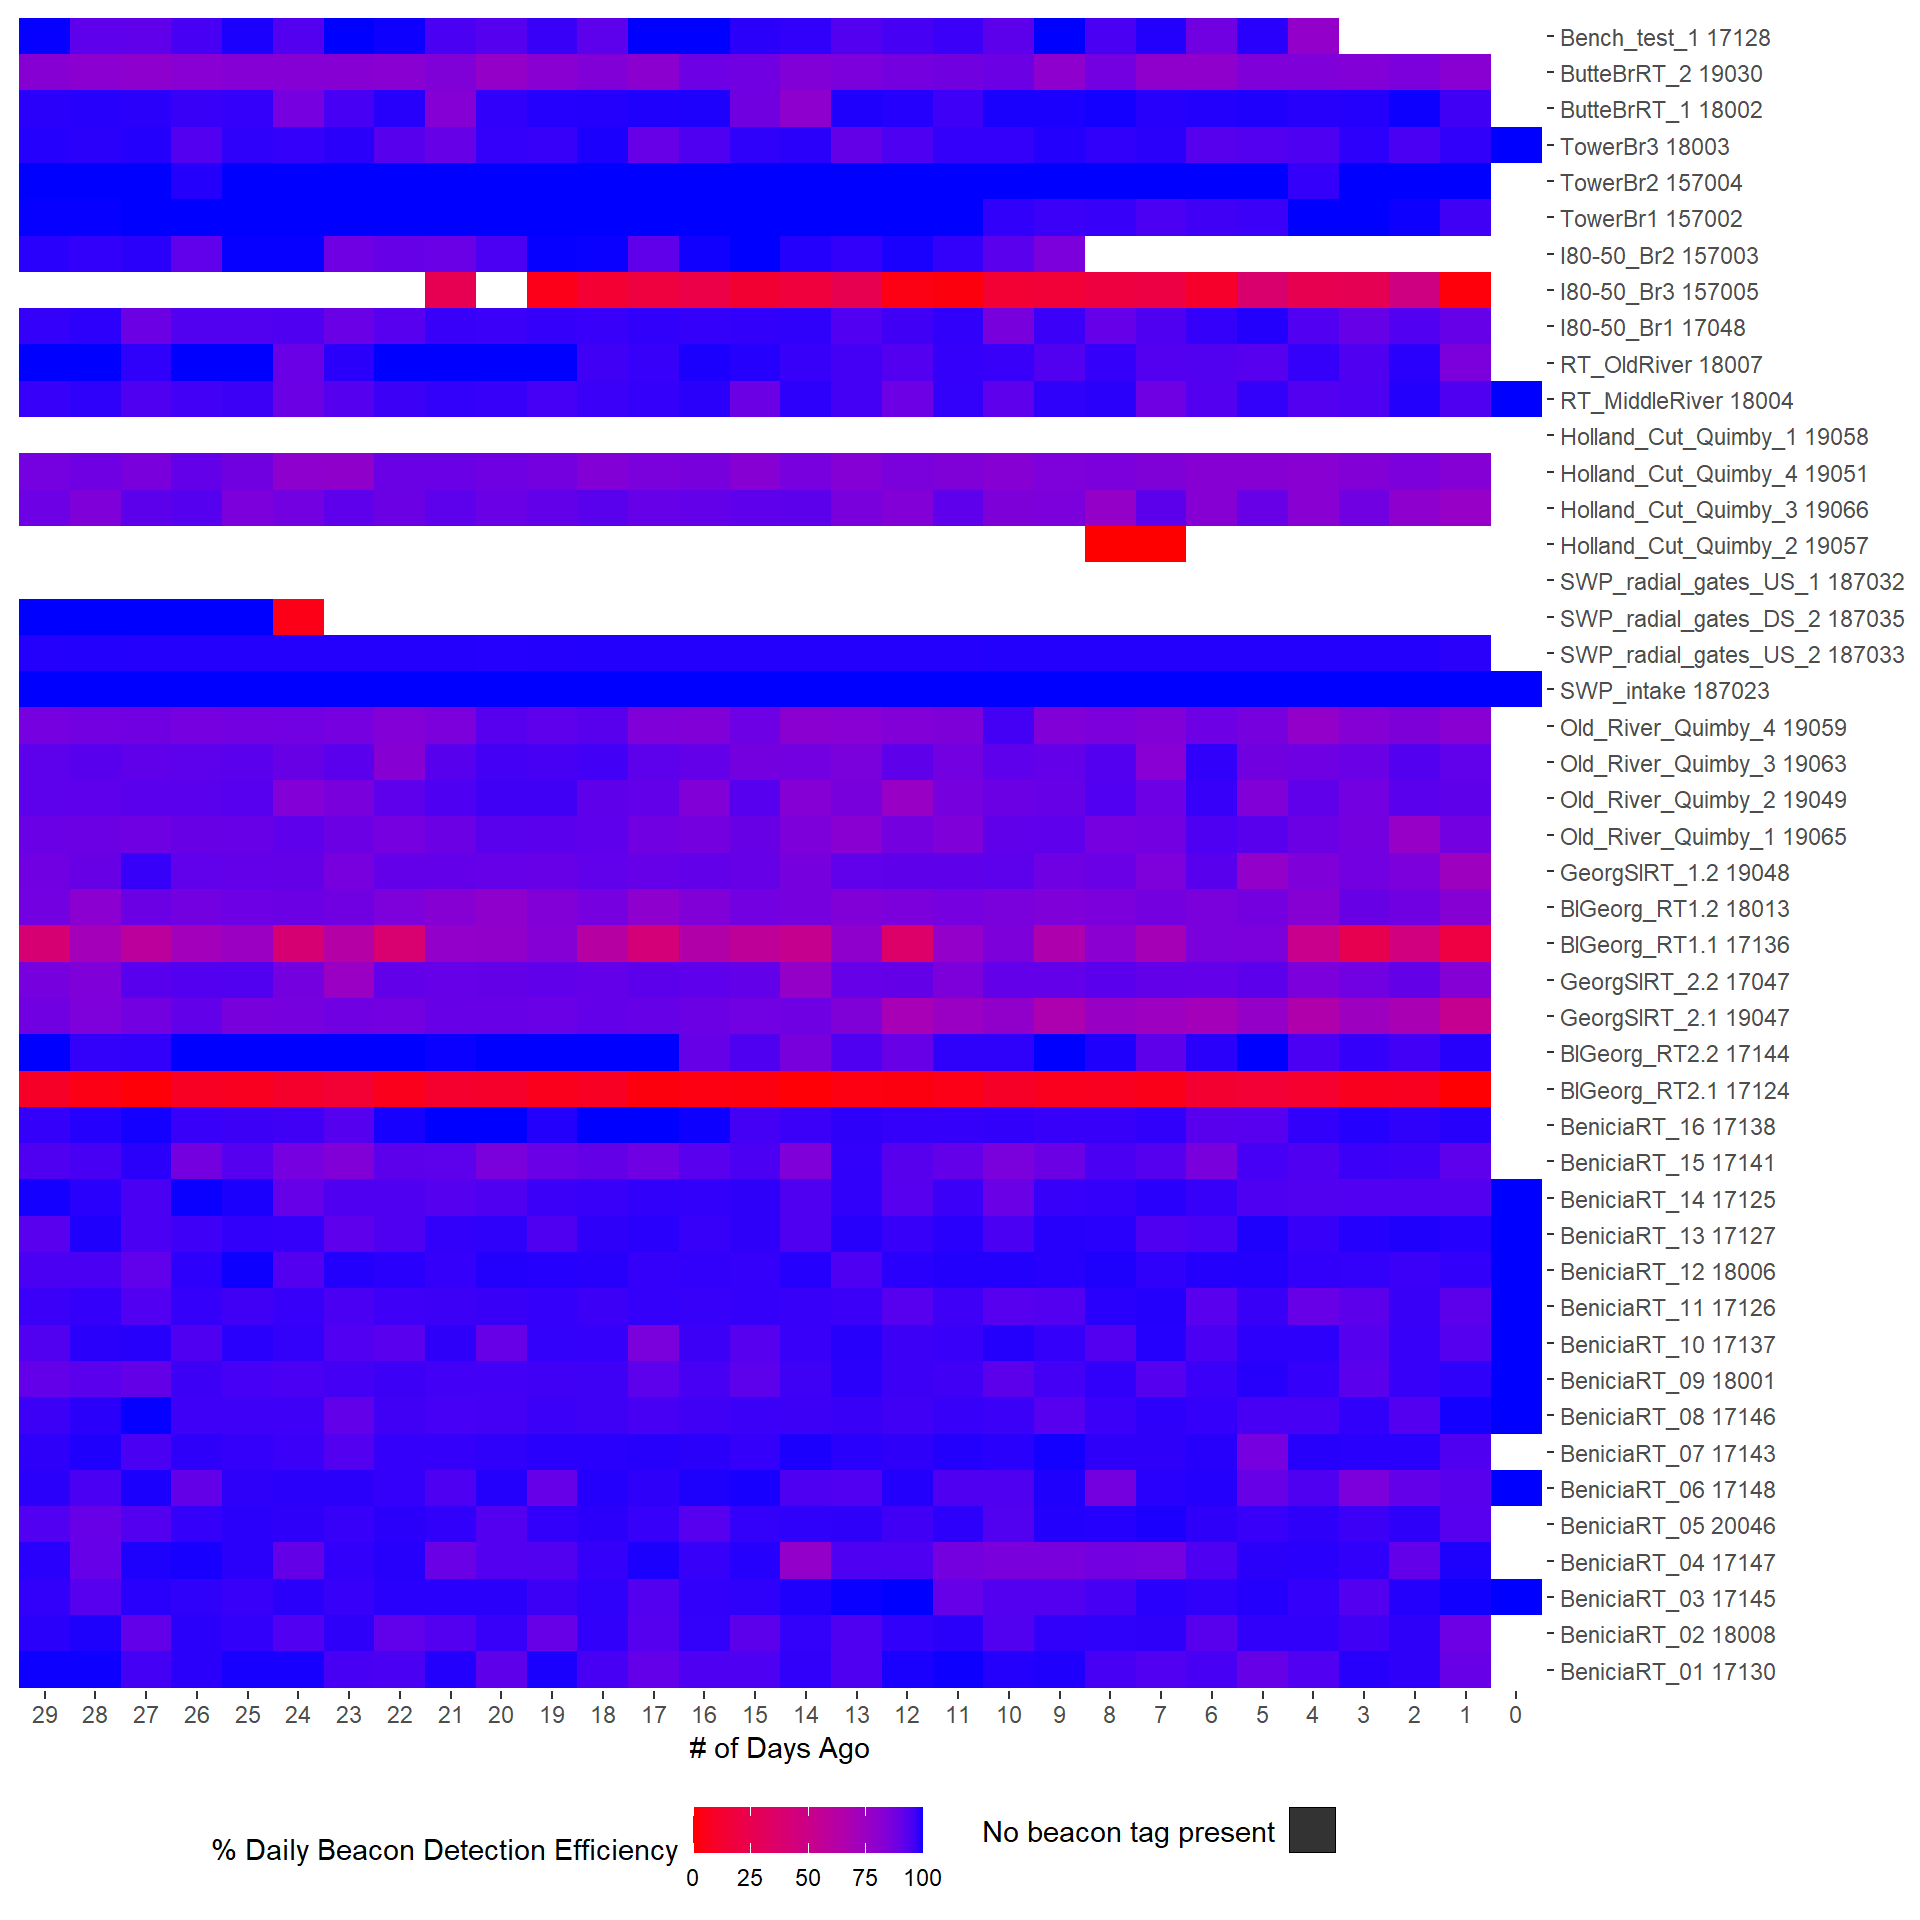 Bench_test_1 17128
ButteBrRT_2 19030
ButteBrRT_1 18002
TowerBr3 18003
TowerBr2 157004
TowerBr1 157002
I80-50_Br2 157003
I80-50_Br3 157005
I80-50_Br1 17048
RT_OldRiver 18007
RT_MiddleRiver 18004
Holland_Cut_Quimby_1 19058
Holland_Cut_Quimby_4 19051
Holland_Cut_Quimby_3 19066
Holland_Cut_Quimby_2 19057
SWP_radial_gates_US_1 187032
SWP_radial_gates_DS_2 187035
SWP_radial_gates_US_2 187033
SWP_intake 187023
Old_River_Quimby_4 19059
Old_River_Quimby_3 19063
Old_River_Quimby_2 19049
Old_River_Quimby_1 19065
GeorgSlRT_1.2 19048
BlGeorg_RT1.2 18013
BlGeorg_RT1.1 17136
GeorgSlRT_2.2 17047
GeorgSlRT_2.1 19047
BlGeorg_RT2.2 17144
BlGeorg_RT2.1 17124
BeniciaRT_16 17138
BeniciaRT_15 17141
BeniciaRT_14 17125
BeniciaRT_13 17127
BeniciaRT_12 18006
BeniciaRT_11 17126
BeniciaRT_10 17137
BeniciaRT_09 18001
BeniciaRT_08 17146
BeniciaRT_07 17143
BeniciaRT_06 17148
BeniciaRT_05 20046
BeniciaRT_04 17147
BeniciaRT_03 17145
BeniciaRT_02 18008
BeniciaRT_01 17130
29 28 27 26 25 24 23 22 21 20 19 18 17 16 15 14 13 12 11 10 9 8 7 6 5 4 3 2 1 0
# of Days Ago
% Daily Beacon Detection Efficiency
0 25 50 75 100
No beacon tag present